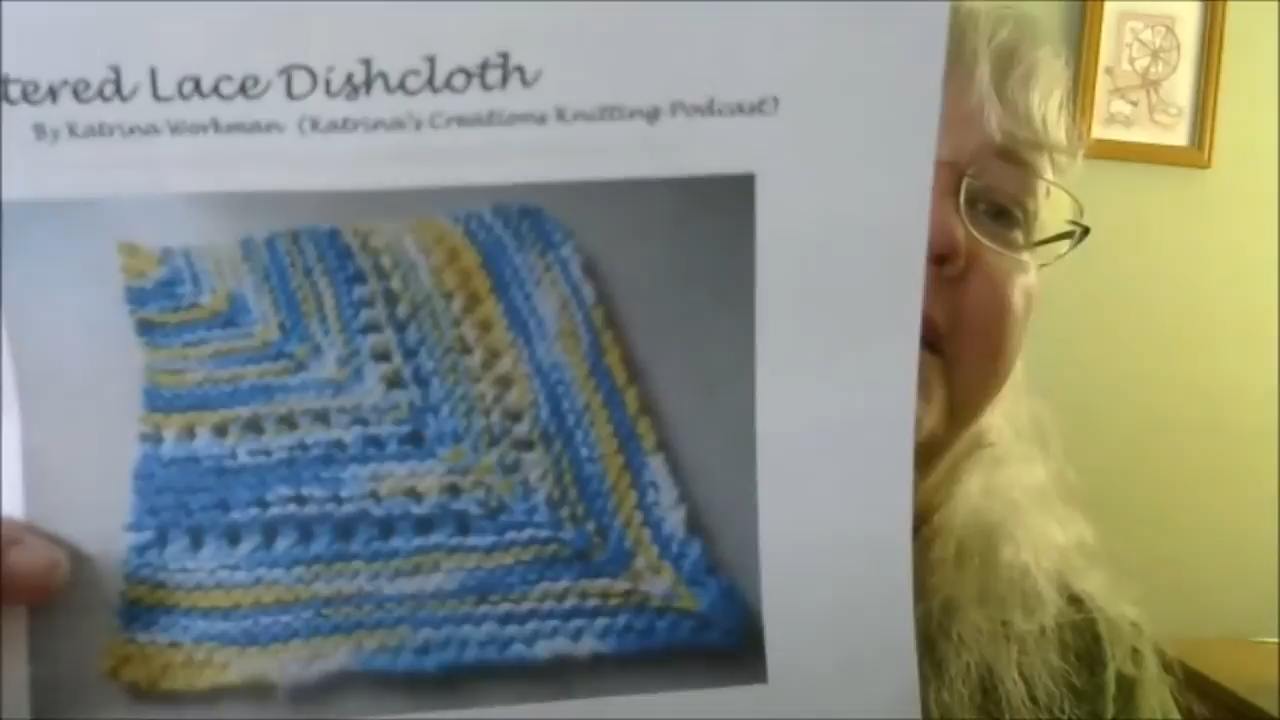 tered Lace Dishcloth
By Katrina Workman (Katrina's Creations Knitting Podcast)